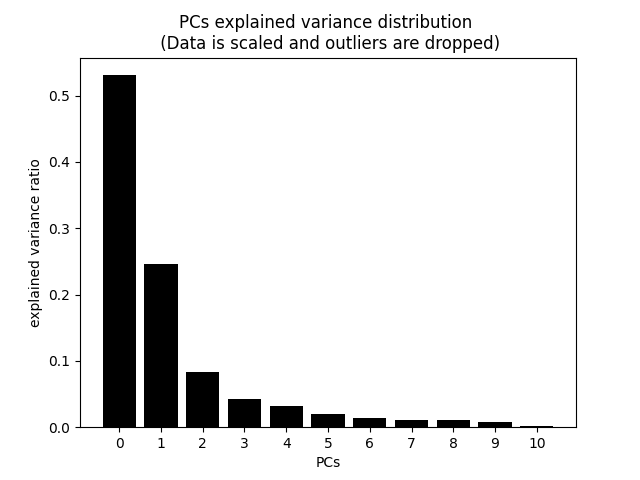 PCs explained variance distribution
(Data is scaled and outliers are dropped)
explained variance ratio
0.5
0.4
0.3
0.2
0.1
0.0
0 1 2 3 4 5 6 7 8 9 10
PCs